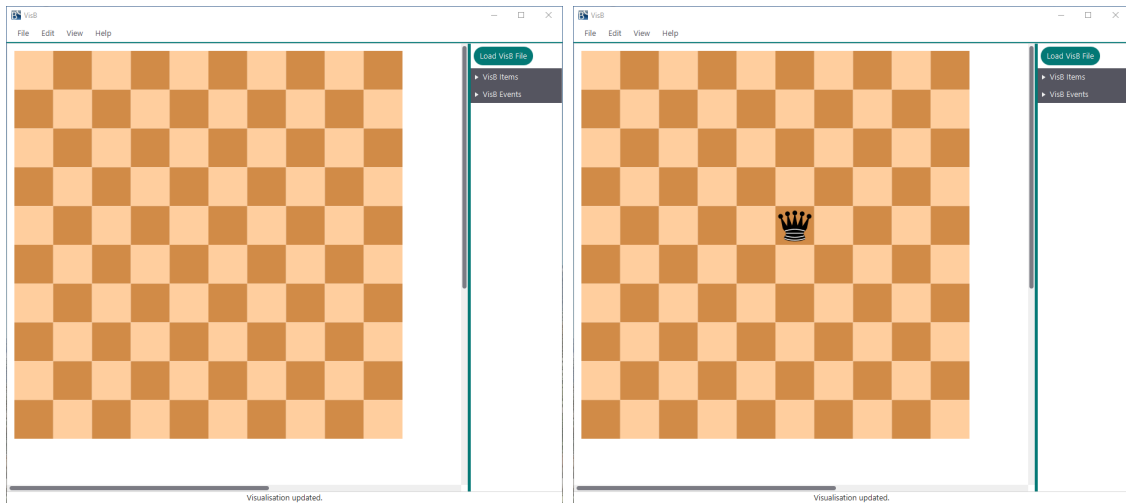 VisB
File Edit View Help
Load VisB File
VisB Items
VisB Events
Visualisation updated.
VisB
File Edit View Help
Load VisB File
VisB Items
VisB Events
Visualisation updated.